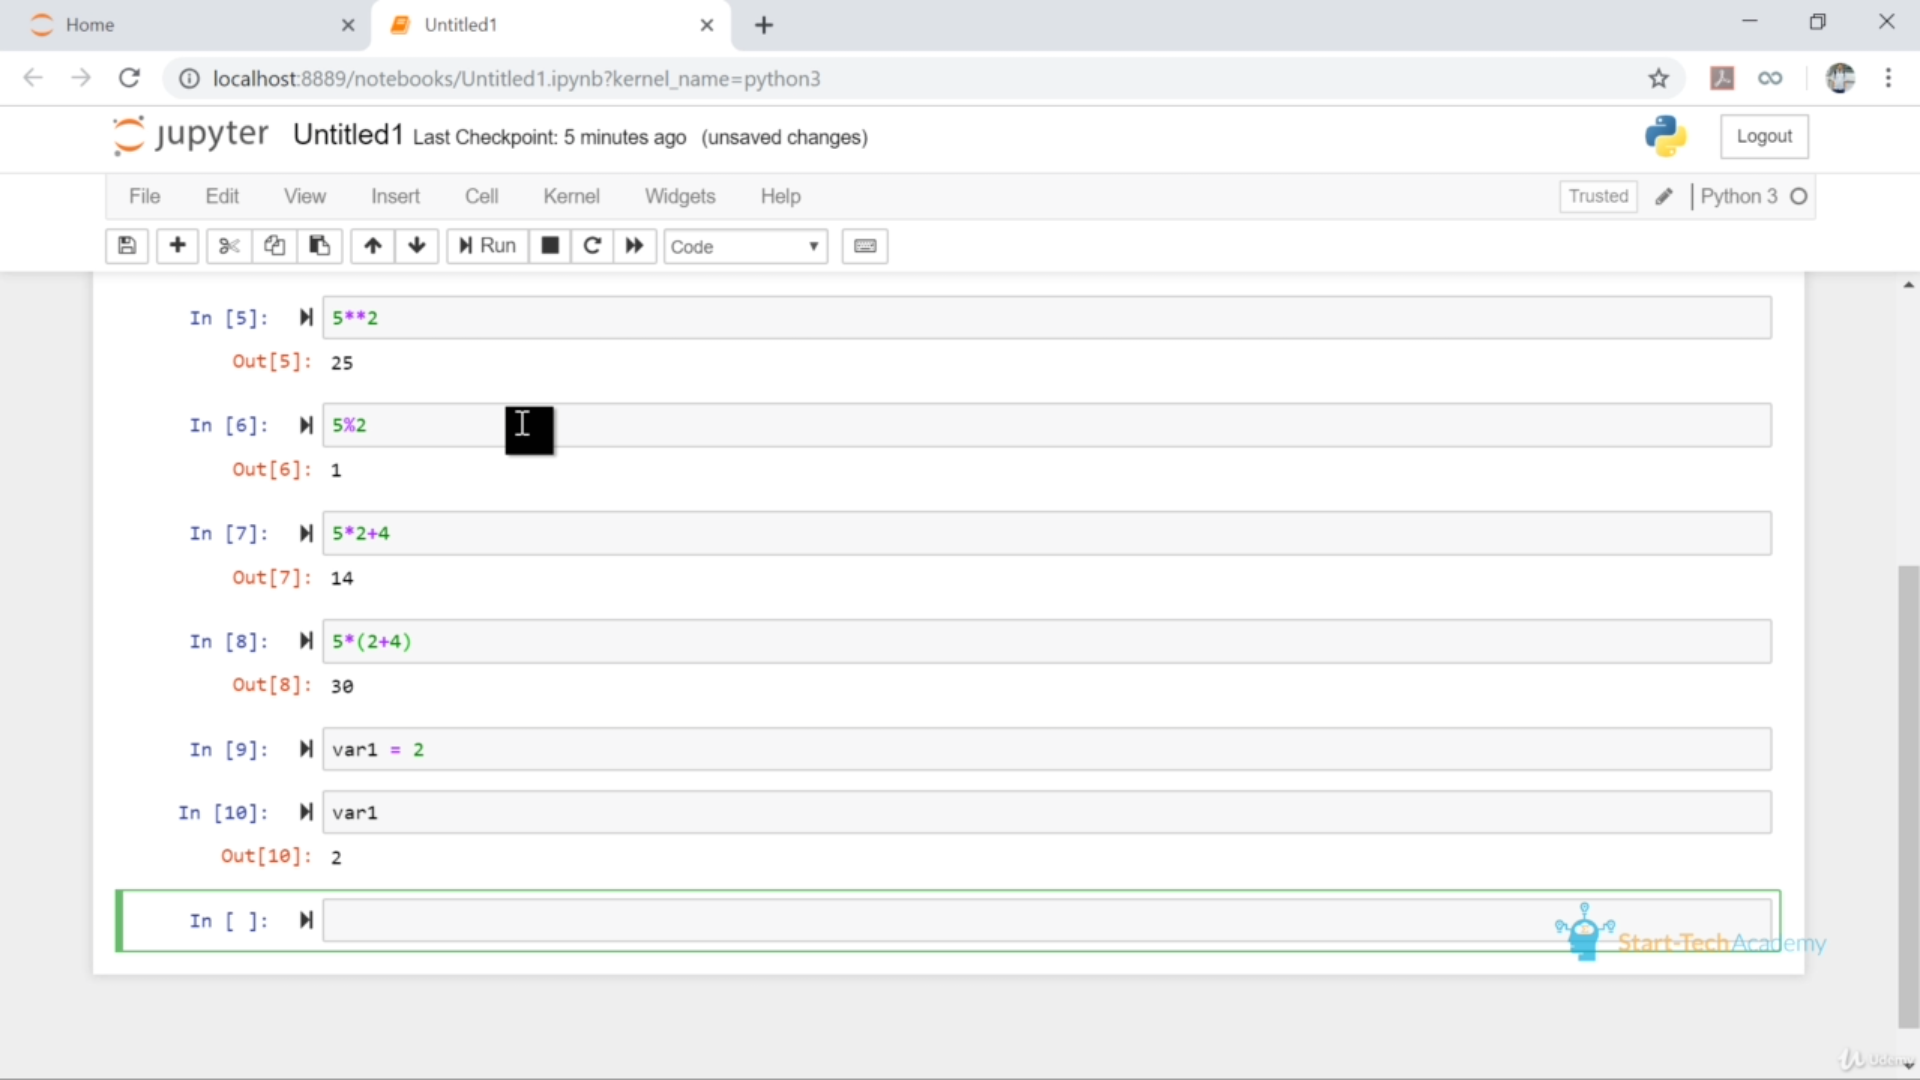 Home
Untitled1
localhost:8889/notebooks/Untitled1.ipynb?kernel_name=python3
jupyter Untitled1 Last Checkpoint: 5 minutes ago (unsaved changes)
Logout
File Edit View Insert Cell Kernel Widgets Help
Trusted
Python 3
Run
Code
In [5]: 5**2
Out[5]: 25
In [6]: 5%2
Out[6]: 1
In [7]: 5*2+4
Out[7]: 14
In [8]: 5*(2+4)
Out[8]: 30
In [9]: var1 = 2
In [10]: var1
Out[10]: 2
In [ ]:
Start-Tech Academy
Udemy